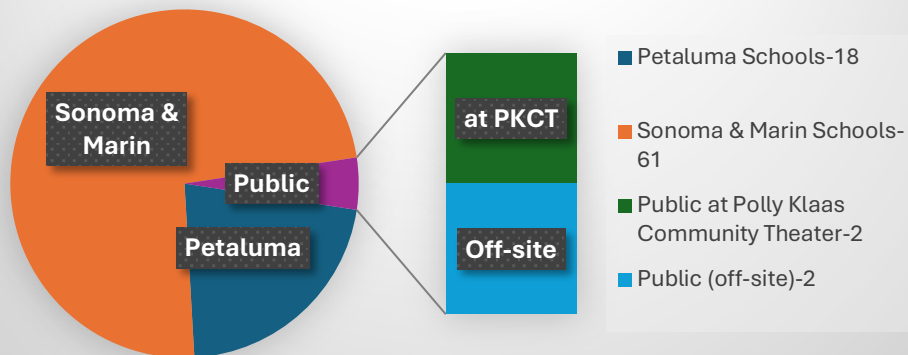 Sonoma &
Marin
Public
Petaluma
at PKCT
Off-site
Petaluma Schools-18
Sonoma & Marin Schools-
61
Public at Polly Klaas
Community Theater-2
Public (off-site)-2